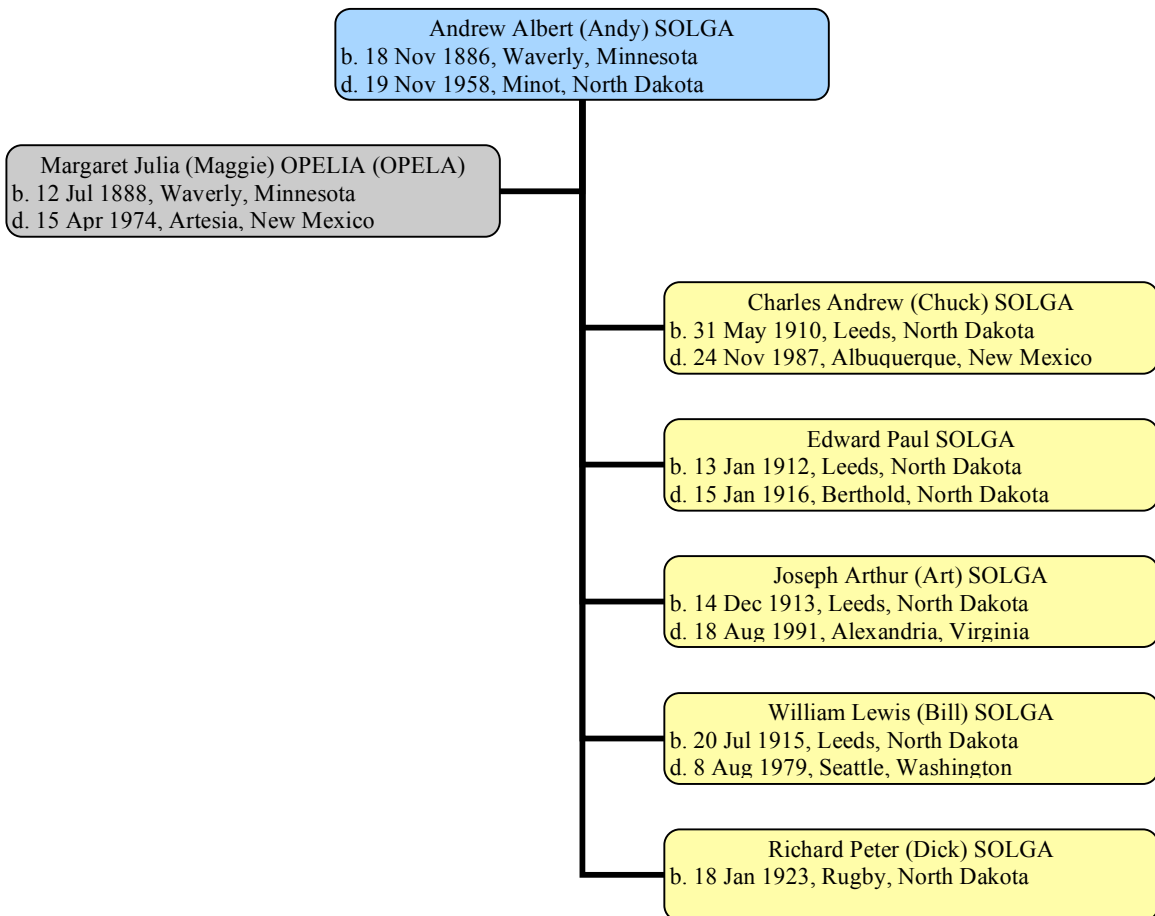 Andrew Albert (Andy) SOLGA
b. 18 Nov 1886, Waverly, Minnesota
d. 19 Nov 1958, Minot, North Dakota
Margaret Julia (Maggie) OPELIA (OPELA)
b. 12 Jul 1888, Waverly, Minnesota
d. 15 Apr 1974, Artesia, New Mexico
Charles Andrew (Chuck) SOLGA
b. 31 May 1910, Leeds, North Dakota
d. 24 Nov 1987, Albuquerque, New Mexico
Edward Paul SOLGA
b. 13 Jan 1912, Leeds, North Dakota
d. 15 Jan 1916, Berthold, North Dakota
Joseph Arthur (Art) SOLGA
b. 14 Dec 1913, Leeds, North Dakota
d. 18 Aug 1991, Alexandria, Virginia
William Lewis (Bill) SOLGA
b. 20 Jul 1915, Leeds, North Dakota
d. 8 Aug 1979, Seattle, Washington
Richard Peter (Dick) SOLGA
b. 18 Jan 1923, Rugby, North Dakota